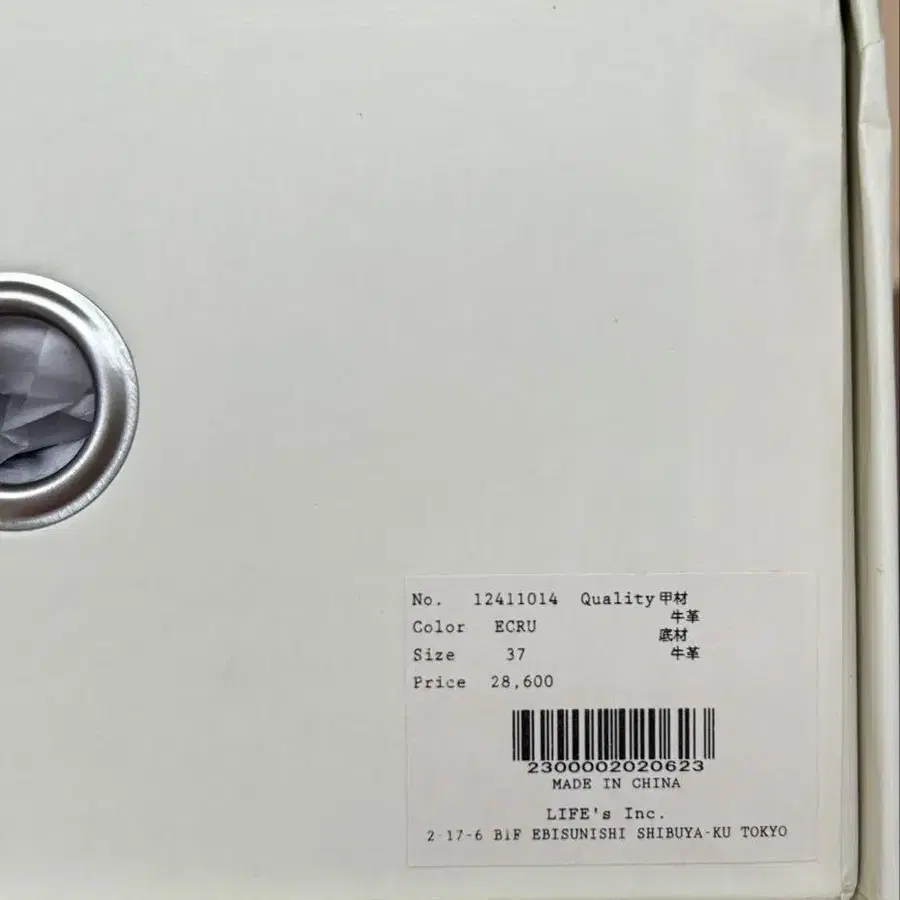 No. 12411014 Quality 甲材
牛革
Color ECRU
底材
Size 37 牛革
Price 28,600
2300002020623
MADE IN CHINA
LIFE's Inc.
2-17-6 B1F EBISUNISHI SHIBUYA-KU TOKYO